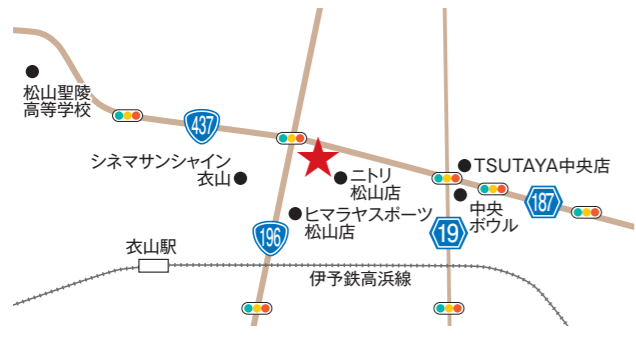 松山聖陵
高等学校
437
シネマサンシャイン
衣山
ニトリ
松山店
TSUTAYA中央店
中央
ボウル
187
ヒマラヤスポーツ
松山店
196
19
衣山駅
伊予鉄高浜線